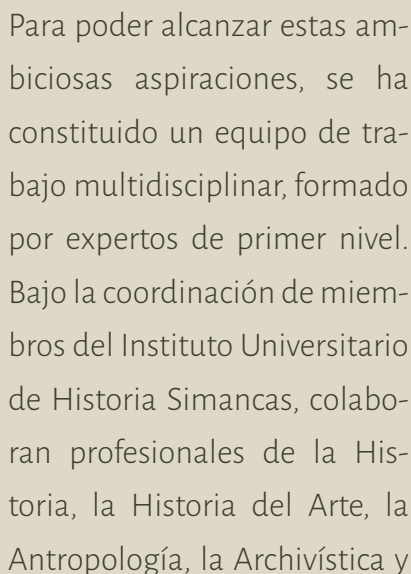 Para poder alcanzar estas am-
biciosas aspiraciones, se ha
constituido un equipo de tra-
bajo multidisciplinar, formado
por expertos de primer nivel.
Bajo la coordinación de miem-
bros del Instituto Universitario
de Historia Simancas, colabo-
ran profesionales de la His-
toria, la Historia del Arte, la
Antropología, la Archivística y